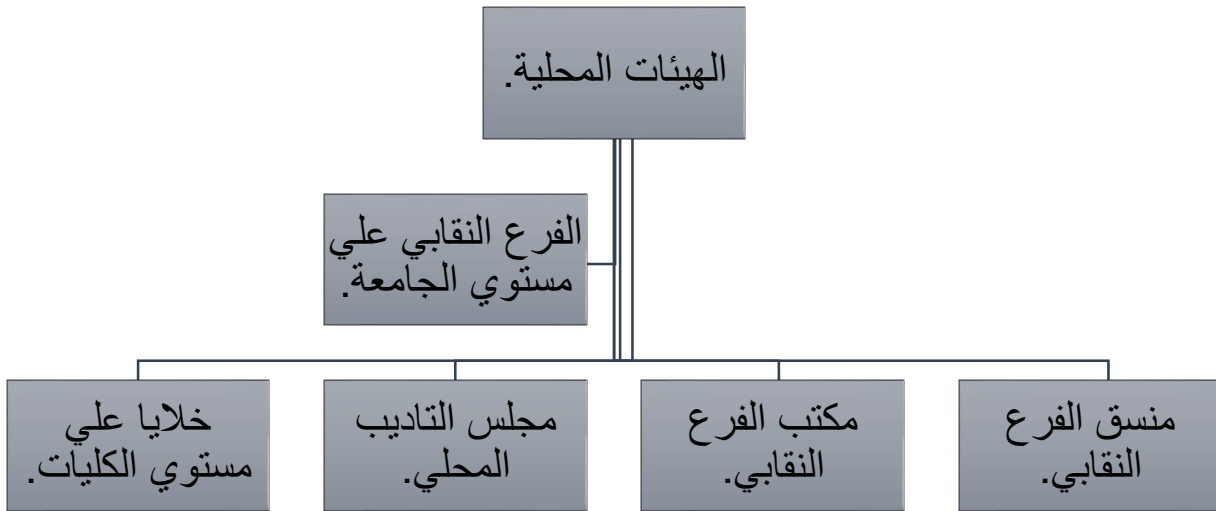 الهيئات المحلية.
الفرع النقابي علي
مستوي الجامعة.
منسق الفرع
النقابي.
مكتب الفرع
النقابي.
مجلس التاديب
المحلي.
خلايا علي
مستوي الكليات.